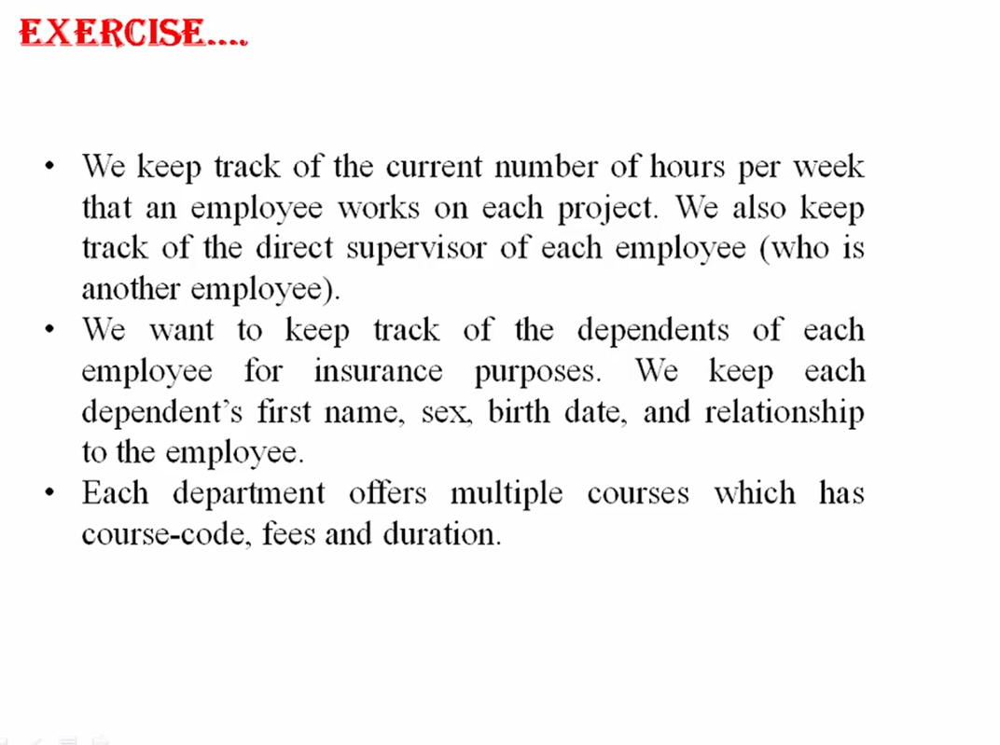 EXERCISE....
• We keep track of the current number of hours per week
that an employee works on each project. We also keep
track of the direct supervisor of each employee (who is
another employee).
• We want to keep track of the dependents of each
employee for insurance purposes. We keep each
dependent's first name, sex, birth date, and relationship
to the employee.
• Each department offers multiple courses which has
course-code, fees and duration.